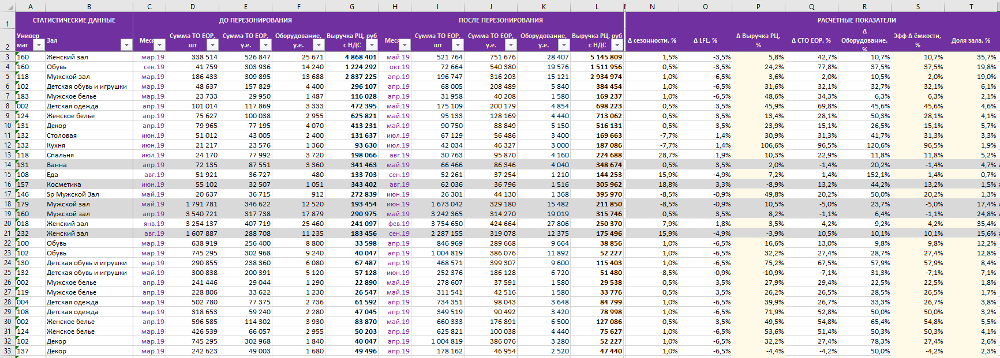 A B C D E F G H I J K L N O P Q R S T
1 СТАТИСТИЧЕСКИЕ ДАННЫЕ ДО ПЕРЕЗОНИРОВАНИЯ ПОСЛЕ ПЕРЕЗОНИРОВАНИЯ РАСЧЁТНЫЕ ПОКАЗАТЕЛИ
2 Универ маг Зал Меся Сумма ТО ЕОР, шт Сумма ТО ЕОР, у.е. Оборудование, у.е. Выручка РЦ, руб с НДС Меся Сумма ТО ЕОР, шт Сумма ТО ЕОР, у.е. Оборудование, у.е. Выручка РЦ, руб с НДС Δ сезонности, % Δ LFL, % Δ Выручка РЦ, % Δ СТО ЕОР, % Δ Оборудование, % Эфф Δ ёмкости, % Доля зала, %
3 160 Женский зал мар.19 338 514 526 847 25 671 4 868 401 май.19 521 764 751 676 28 407 5 145 809 1,5% -3,5% 5,8% 42,7% 10,7% 10,7% 35,7%
4 160 Обувь сен.19 41 759 303 936 14 240 1 224 292 окт.19 72 664 540 380 19 576 1 511 956 0,5% -3,5% 24,2% 77,8% 37,5% 37,5% 19,8%
5 118 Мужской зал мар.19 186 433 309 895 13 688 2 837 225 апр.19 196 747 316 203 15 121 2 934 974 1,0% -6,5% 3,6% 2,0% 10,5% 2,0% 19,0%
6 102 Детская обувь и игрушки мар.19 48 637 157 829 4 400 296 107 апр.19 68 005 208 489 5 840 384 454 1,0% -6,5% 31,6% 32,1% 32,7% 32,1% 6,1%
7 183 Мужское белье мар.19 23 733 29 950 1 487 116 028 апр.19 31 958 40 208 1 580 169 237 1,0% -6,5% 48,6% 34,3% 6,3% 6,3% 2,1%
8 002 Детская одежда апр.19 101 014 117 869 3 333 472 395 май.19 175 109 200 179 4 854 698 223 0,5% 3,5% 45,9% 69,8% 45,6% 45,6% 4,6%
9 124 Женское белье апр.19 75 627 100 038 2 955 625 821 май.19 95 133 128 169 4 440 713 062 0,5% 3,5% 13,4% 28,1% 50,3% 28,1% 4,1%
10 131 Декор апр.19 79 965 77 195 4 070 413 231 май.19 90 750 88 849 5 150 516 131 0,5% 3,5% 23,9% 15,1% 26,5% 15,1% 5,7%
11 132 Столовая июн.19 51 012 43 005 2 400 131 637 июл.19 67 129 56 486 3 400 169 663 -7,7% 1,4% 30,9% 31,3% 41,7% 31,3% 3,3%
12 132 Кухня июн.19 21 217 23 576 1 360 93 630 июл.19 42 034 46 327 3 000 187 086 -7,7% 1,4% 106,6% 96,5% 120,6% 96,5% 1,9%
13 118 Спальня июл.19 24 170 77 992 3 720 198 066 авг.19 30 763 95 870 4 160 224 688 28,7% 1,9% 10,3% 22,9% 11,8% 11,8% 5,2%
14 131 Ванна апр.19 72 135 87 551 3 360 341 463 май.19 66 466 86 346 4 040 348 674 0,5% 3,5% 2,0% -1,4% 20,2% -1,4% 4,7%
15 108 Еда авг.19 51 921 36 727 480 133 703 сен.19 52 261 37 254 1 210 144 253 15,9% -4,9% 7,2% 1,4% 152,1% 1,4% 0,7%
16 157 Косметика июн.19 55 102 32 507 1 051 343 402 авг.19 62 036 36 796 1 516 305 962 18,8% 3,3% -8,9% 13,2% 44,2% 13,2% 1,5%
17 146 Sp Мужской Зал май.19 20 637 36 715 912 272 839 июн.19 26 301 44 130 1 368 395 970 -8,5% -0,9% 49,8% 20,2% 50,0% 20,2% 1,3%
18 179 Мужской зал май.19 1 791 781 346 622 12 520 193 454 июн.19 1 673 042 329 180 15 482 211 850 -8,5% -0,9% 10,5% -5,0% 23,7% -5,0% 17,4%
19 160 Мужской зал апр.19 3 540 721 317 738 17 879 290 975 май.19 3 242 365 314 270 19 019 315 746 0,5% 3,5% 8,2% -1,1% 6,4% -1,1% 24,8%
20 018 Женский зал янв.19 3 254 137 407 719 25 460 241 097 фев.19 3 754 650 424 664 27 806 250 370 7,9% 1,8% 3,5% 4,2% 9,2% 4,2% 35,4%
21 232 Женский зал авг.19 1 607 887 288 708 11 235 183 456 сен.19 2 287 155 319 078 12 375 175 496 15,9% -4,9% -3,9% 10,5% 10,1% 10,1% 15,6%
22 100 Обувь мар.19 638 919 256 400 8 800 33 598 апр.19 846 969 289 668 9 664 38 856 1,0% -6,5% 16,6% 13,0% 9,8% 9,8% 12,2%
23 102 Обувь мар.19 745 295 302 968 9 240 40 047 апр.19 1 004 819 386 076 11 892 52 227 1,0% -6,5% 32,2% 27,4% 28,7% 27,4% 12,8%
24 130 Детская обувь и игрушки мар.19 290 855 238 360 6 080 67 487 апр.19 468 571 399 307 9 600 115 403 1,0% -6,5% 75,2% 67,5% 57,9% 57,9% 8,4%
25 132 Детская обувь и игрушки май.19 300 838 200 391 5 120 57 128 июн.19 252 376 186 128 6 720 51 480 -8,5% -0,9% -10,9% -7,1% 31,3% -7,1% 7,1%
26 002 Мужское белье апр.19 241 446 29 044 1 290 22 890 май.19 278 607 37 591 1 580 29 538 0,5% 3,5% 27,9% 29,4% 22,5% 22,5% 1,8%
27 119 Мужское белье апр.19 228 806 33 622 1 230 26 547 май.19 311 541 42 516 1 580 33 776 0,5% 3,5% 26,2% 26,5% 28,5% 26,5% 1,7%
28 004 Детская одежда мар.19 502 780 77 375 2 736 61 592 апр.19 734 351 98 043 3 648 84 799 1,0% -6,5% 39,9% 26,7% 33,3% 26,7% 3,8%
29 108 Детская одежда мар.19 318 653 59 240 2 280 47 045 апр.19 349 519 90 492 3 420 78 998 1,0% -6,5% 71,9% 52,8% 50,0% 50,0% 3,2%
30 002 Женское белье апр.19 596 585 114 302 3 930 83 870 май.19 660 333 176 891 6 500 127 086 0,5% 3,5% 49,5% 54,8% 65,4% 54,8% 5,5%
31 124 Женское белье мар.19 426 539 66 057 2 955 50 203 апр.19 625 821 100 038 4 440 75 627 1,0% -6,5% 53,6% 51,4% 50,3% 50,3% 4,1%
32 102 Декор мар.19 745 295 302 968 1 840 40 047 апр.19 1 004 819 386 076 3 280 52 227 1,0% -6,5% 32,2% 27,4% 78,3% 27,4% 2,6%
33 137 Декор мар.19 242 623 49 003 1 680 49 496 апр.19 178 162 46 954 2 520 47 440 1,0% -6,5% -4,4% -4,2% 50,0% -4,2% 2,3%